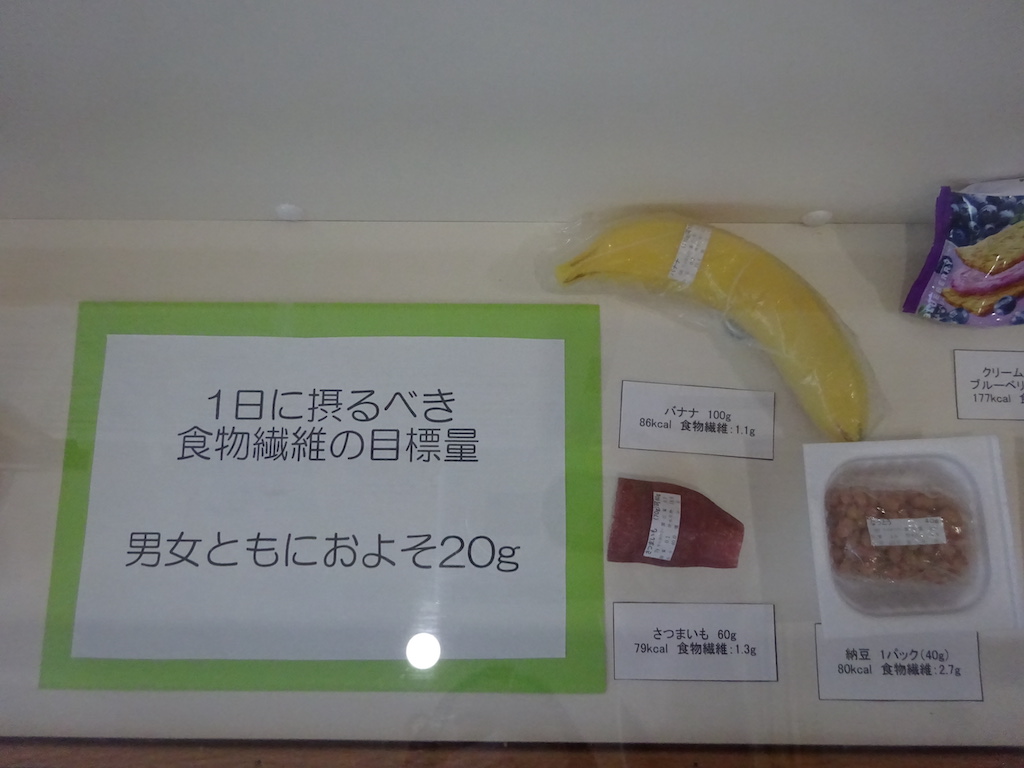 1日に摂るべき
食物繊維の目標量
男女ともにおよそ20g
バナナ 100g
86kcal 食物繊維:1.1g
さつまいも 60g
79kcal 食物繊維:1.3g
納豆 1パック(40g)
80kcal 食物繊維:2.7g
クリーム
ブルーベリ
177kcal